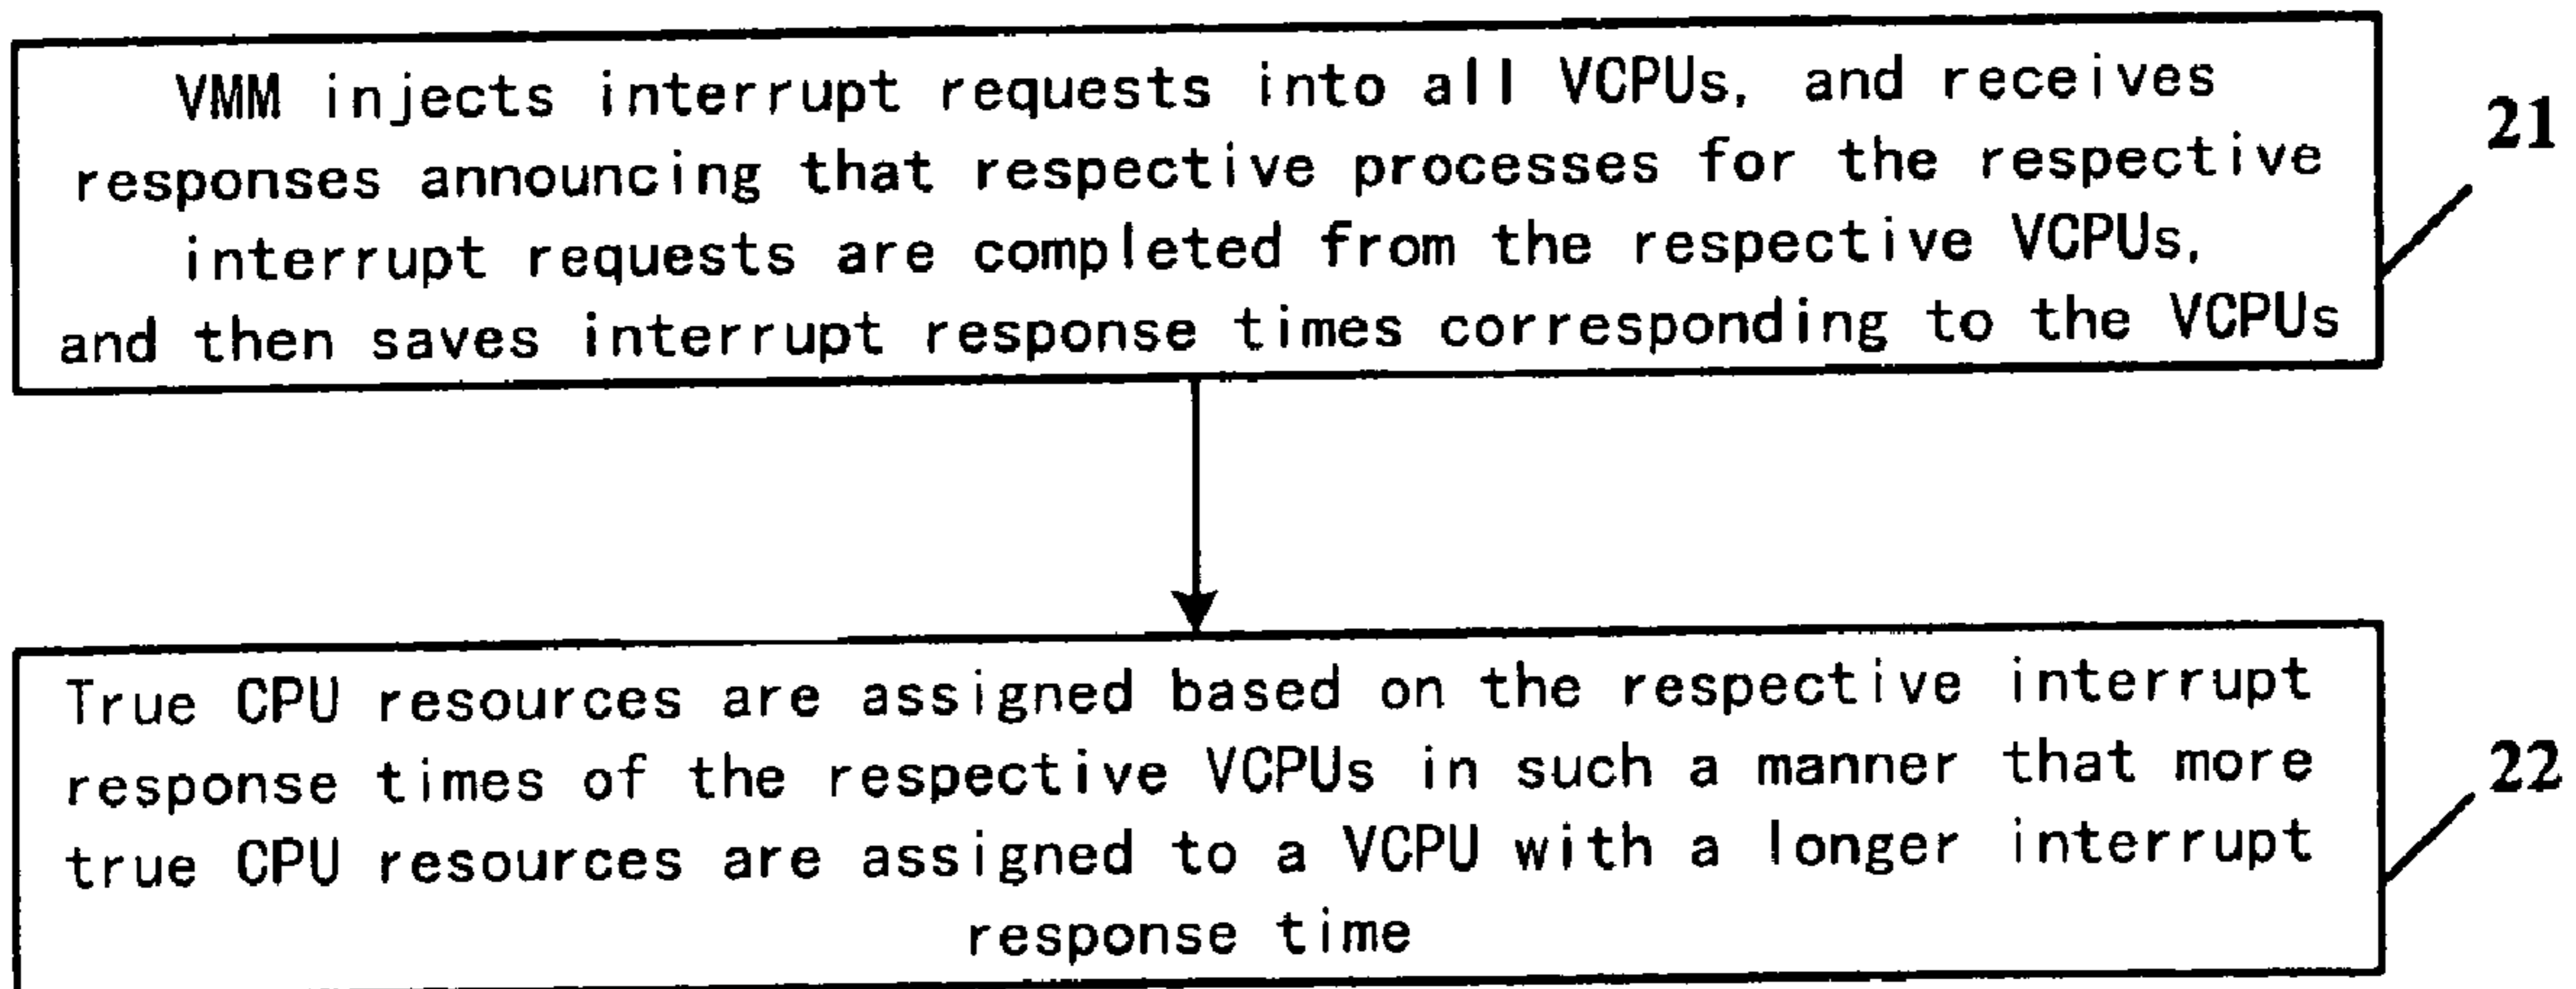 VMM injects interrupt requests into all VCPUs, and receives
responses announcing that respective processes for the respective
interrupt requests are completed from the respective VCPUs,
and then saves interrupt response times corresponding to the VCPUs
21
True CPU resources are assigned based on the respective interrupt
response times of the respective VCPUs in such a manner that more
true CPU resources are assigned to a VCPU with a longer interrupt
response time
22